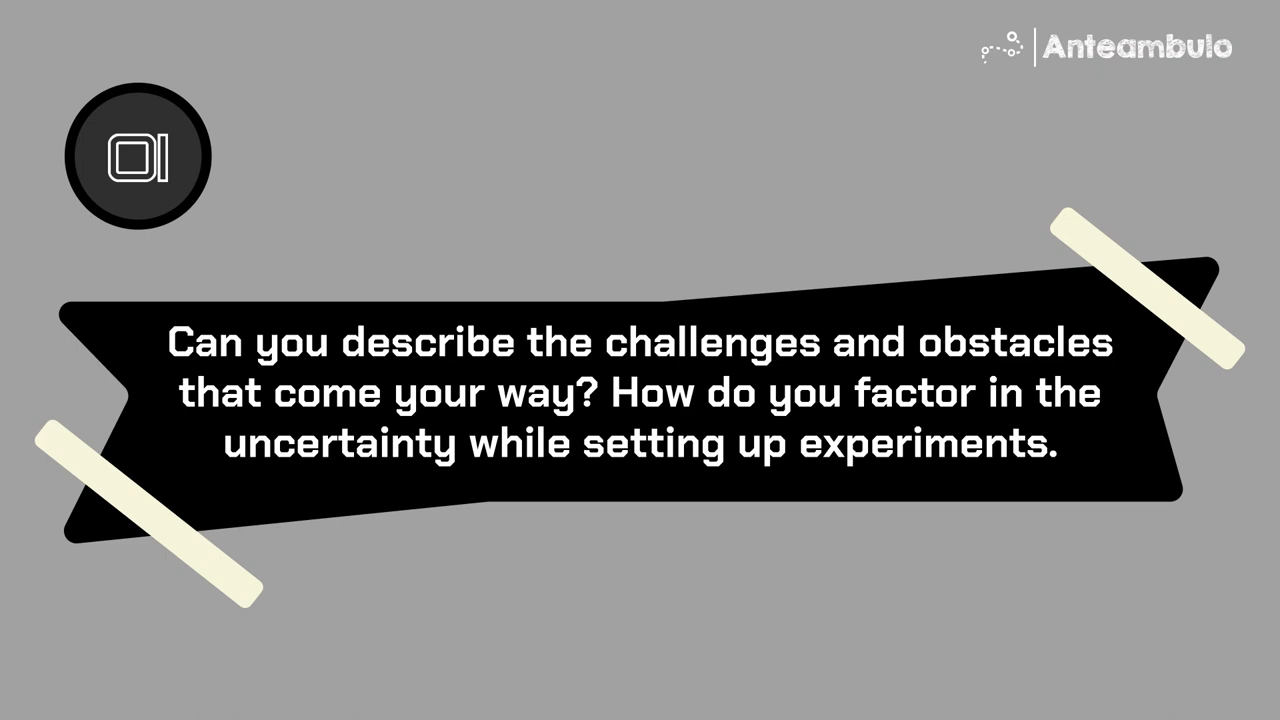 Anteambulo
01
Can you describe the challenges and obstacles
that come your way? How do you factor in the
uncertainty while setting up experiments.